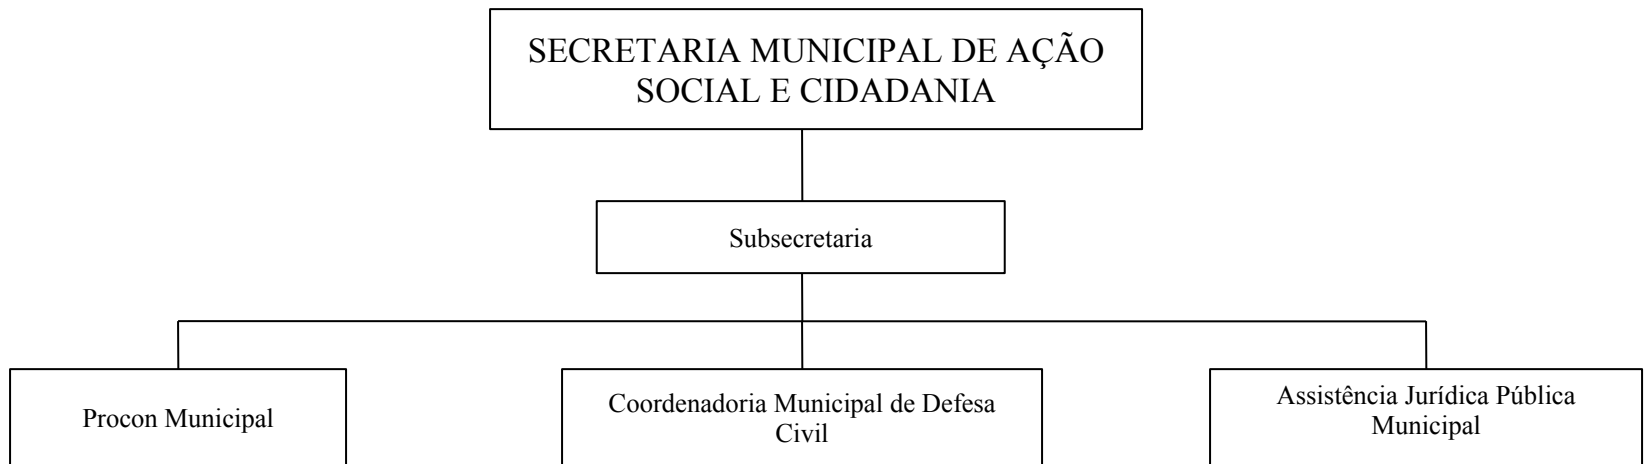 SECRETARIA MUNICIPAL DE AÇÃO
SOCIAL E CIDADANIA
Subsecretaria
Procon Municipal
Coordenadoria Municipal de Defesa
Civil
Assistência Jurídica Pública
Municipal